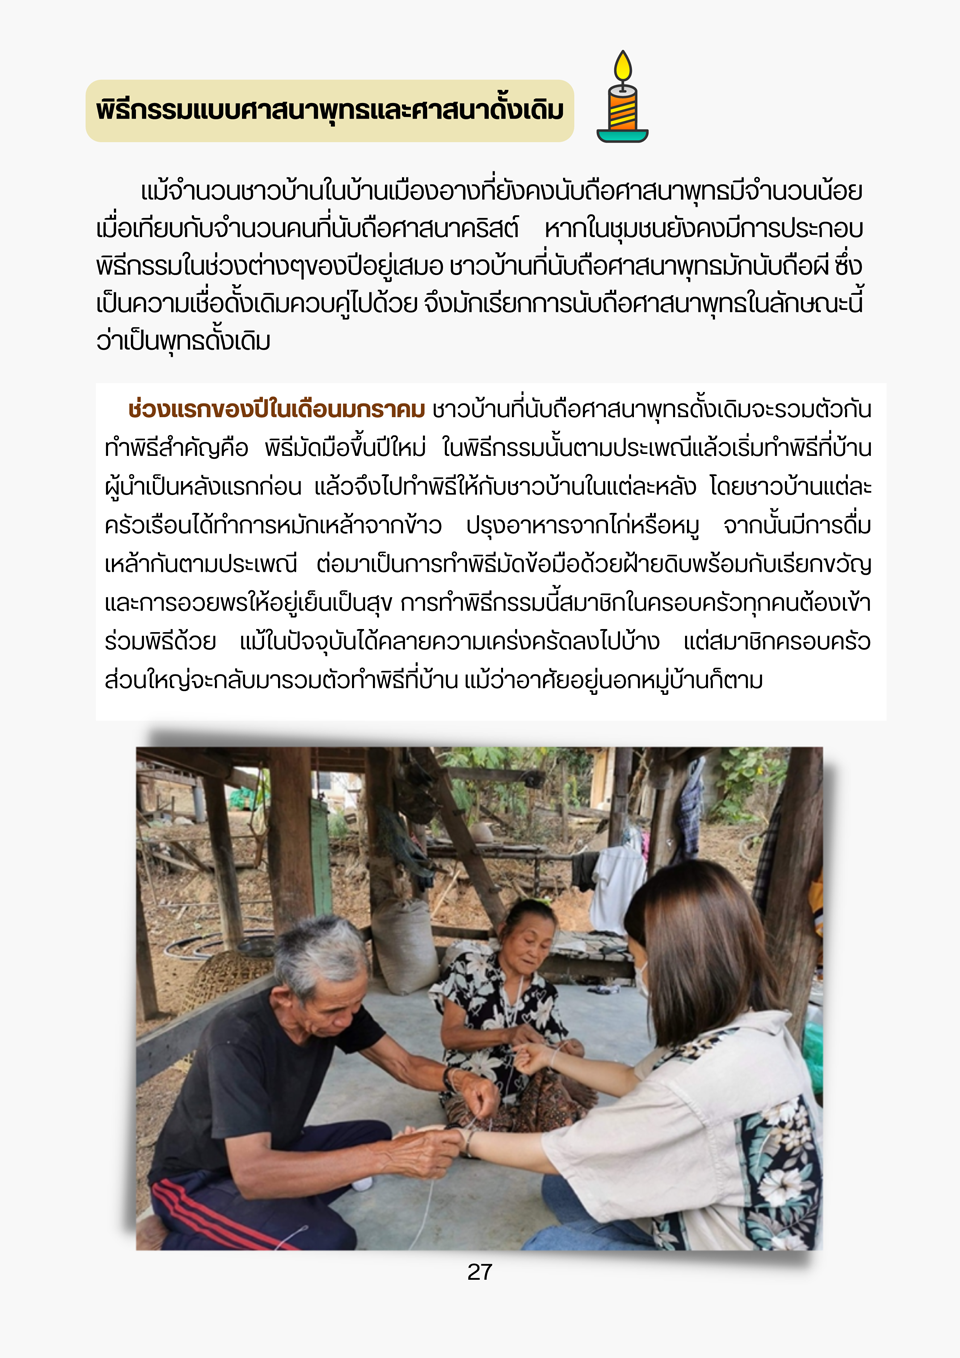 พิธีกรรมแบบศาสนาพุทธและศาสนาดั้งเดิม
แม้จำนวนชาวบ้านในบ้านเมืองอางที่ยังคงนับถือศาสนาพุทธมีจำนวนน้อย
เมื่อเทียบกับจำนวนคนที่นับถือศาสนาคริสต์ หากในชุมชนยังคงมีการประกอบ
พิธีกรรมในช่วงต่างๆของปีอยู่เสมอ ชาวบ้านที่นับถือศาสนาพุทธมักนับถือผี ซึ่ง
เป็นความเชื่อดั้งเดิมควบคู่ไปด้วย จึงมักเรียกการนับถือศาสนาพุทธในลักษณะนี้
ว่าเป็นพุทธดั้งเดิม
ช่วงแรกของปีในเดือนมกราคม ชาวบ้านที่นับถือศาสนาพุทธดั้งเดิมจะรวมตัวกัน
ทำพิธีสำคัญคือ พิธีมัดมือขึ้นปีใหม่ ในพิธีกรรมนั้นตามประเพณีแล้วเริ่มทำพิธีที่บ้าน
ผู้นำเป็นหลังแรกก่อน แล้วจึงไปทำพิธีให้กับชาวบ้านในแต่ละหลัง โดยชาวบ้านแต่ละ
ครัวเรือนได้ทำการหมักเหล้าจากข้าว ปรุงอาหารจากไก่หรือหมู จากนั้นมีการดื่ม
เหล้ากันตามประเพณี ต่อมาเป็นการทำพิธีมัดข้อมือด้วยฝ้ายดิบพร้อมกับเรียกขวัญ
และการอวยพรให้อยู่เย็นเป็นสุข การทำพิธีกรรมนี้สมาชิกในครอบครัวทุกคนต้องเข้า
ร่วมพิธีด้วย แม้ในปัจจุบันได้คลายความเคร่งครัดลงไปบ้าง แต่สมาชิกครอบครัว
ส่วนใหญ่จะกลับมารวมตัวทำพิธีที่บ้าน แม้ว่าอาศัยอยู่นอกหมู่บ้านก็ตาม
27